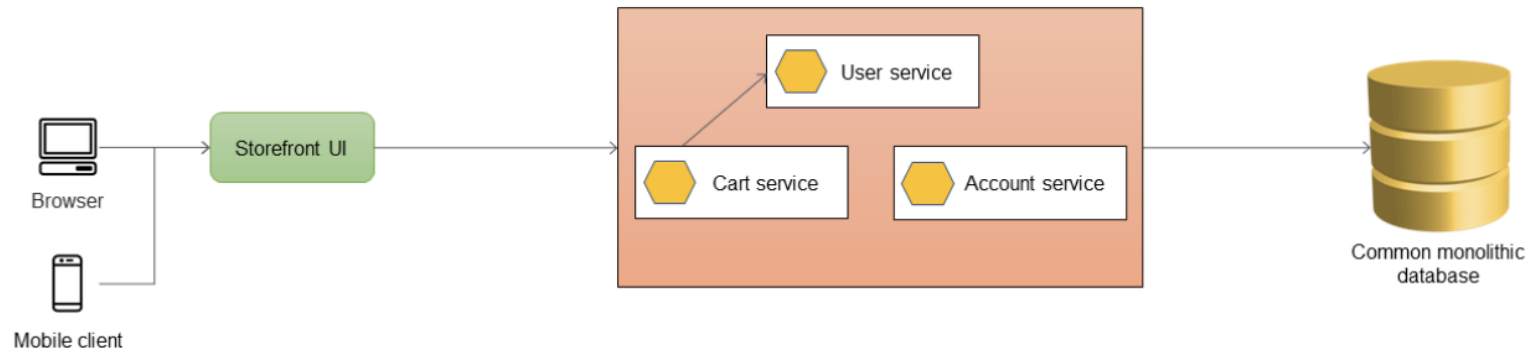 User service
Storefront UI
Cart service
Account service
Browser
Common monolithic
database
Mobile client